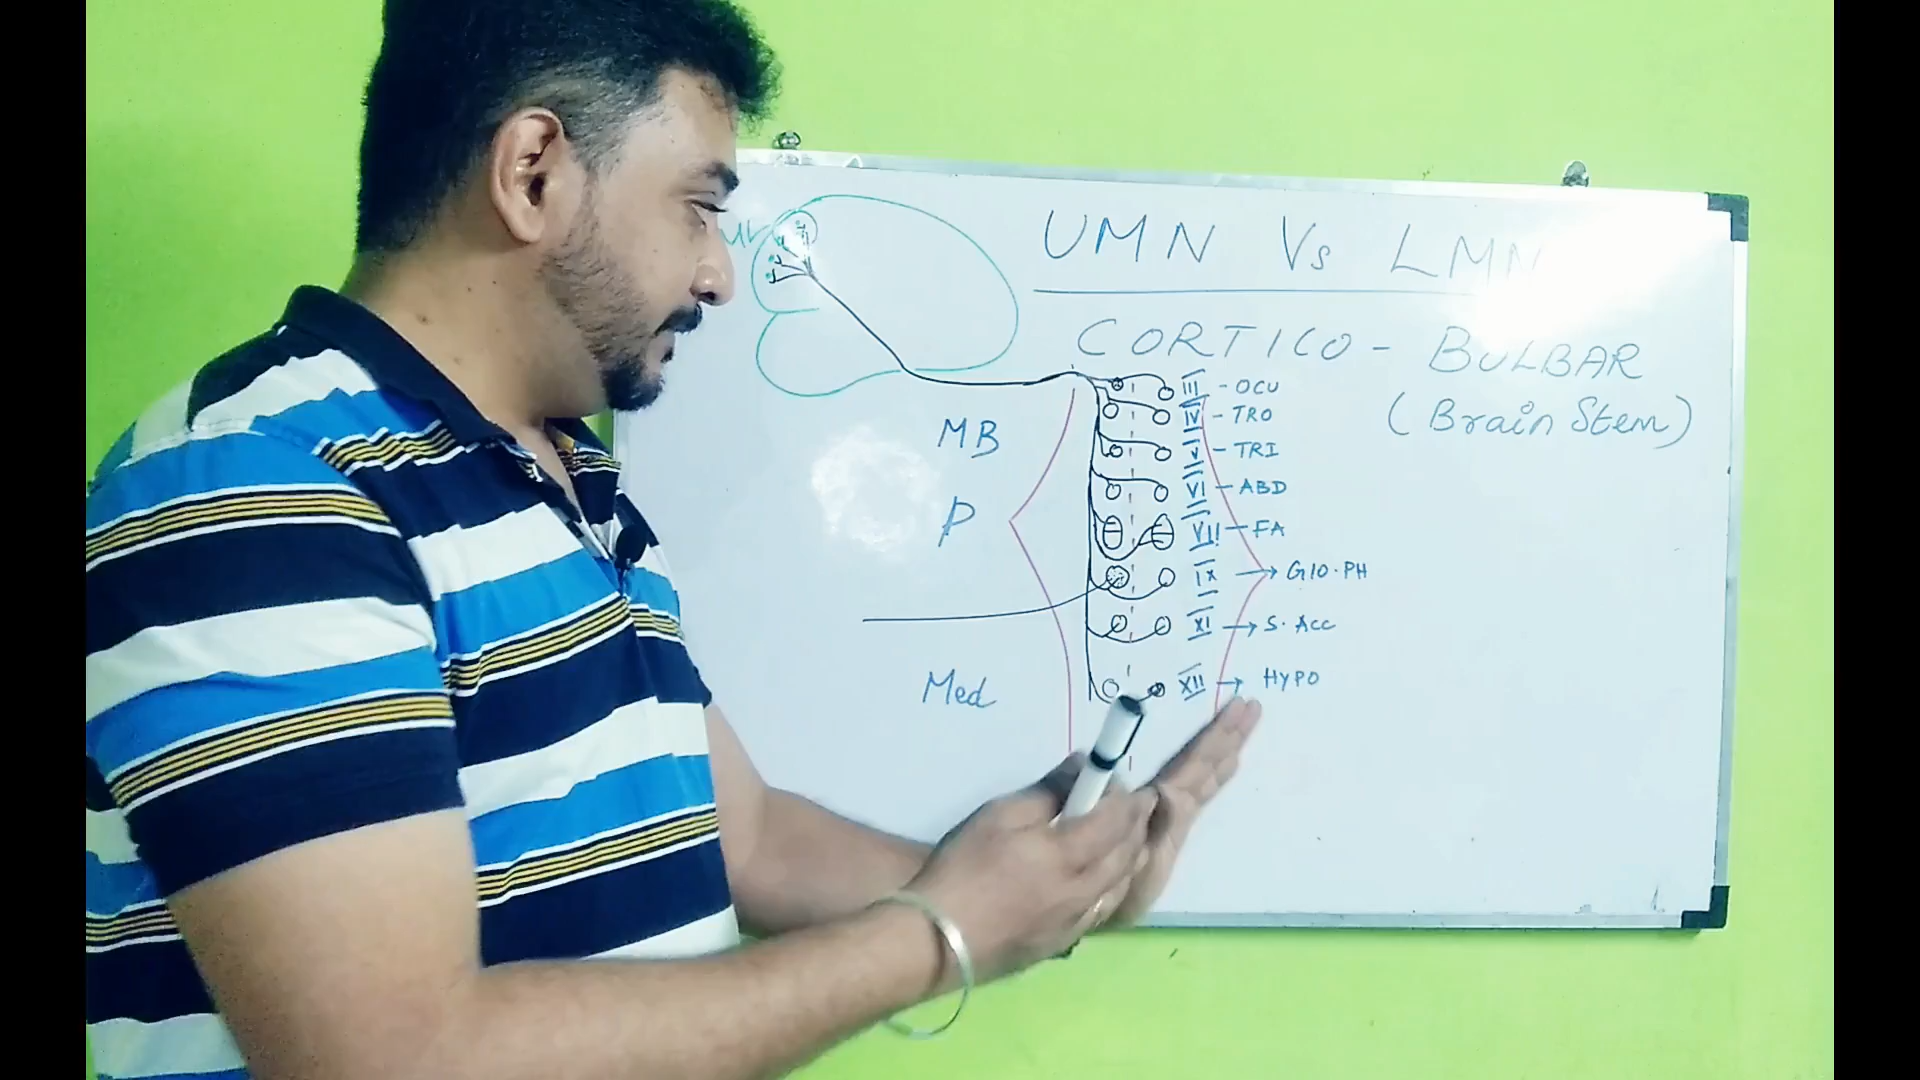 UMN Vs LMN
CORTICO - BULBAR
(Brain Stem)
III - OCU
IV - TRO
MB
V - TRI
VI - ABD
P
VII - FA
IX → Glo. PH
XI → S. Acc
Med
XII → HYPO